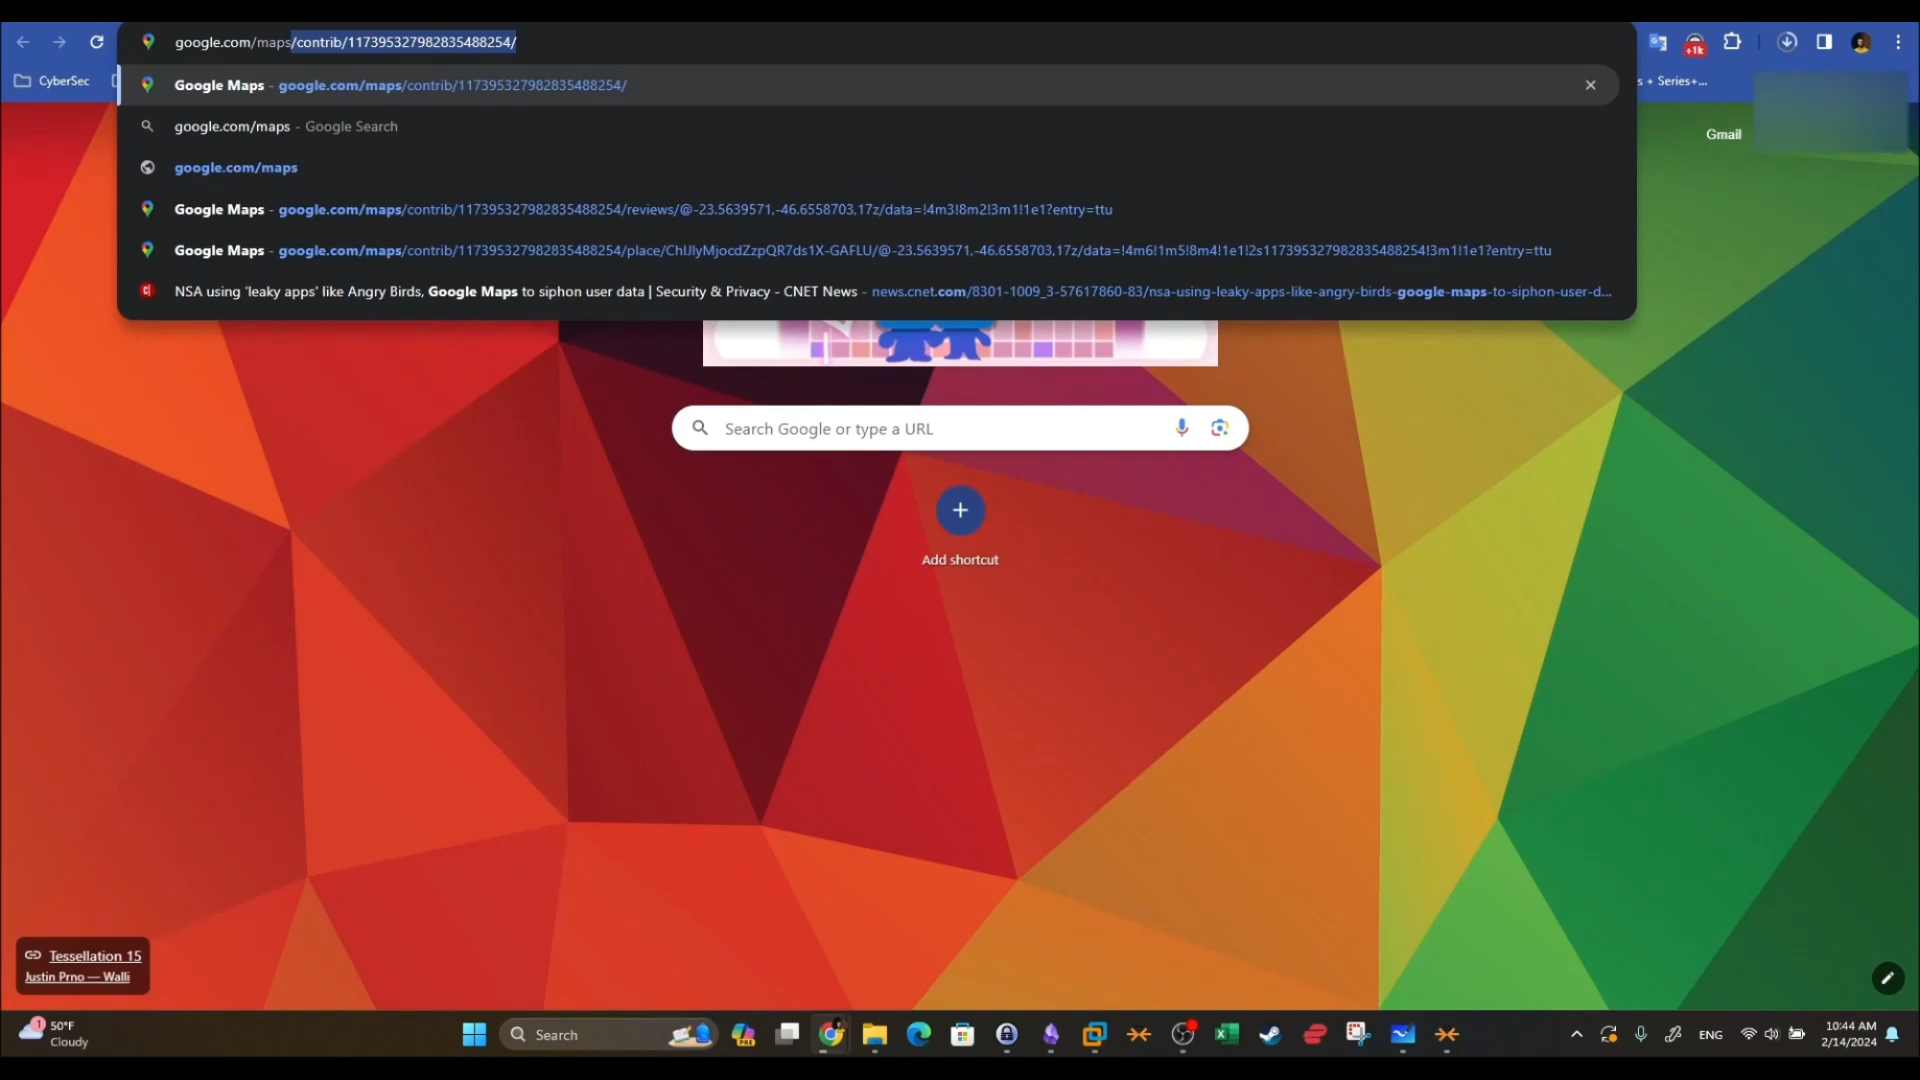 google.com/maps/contrib/117395327982835488254/
+1k
CyberSec
Google Maps - google.com/maps/contrib/117395327982835488254/
s + Series+...
google.com/maps - Google Search
Gmail
google.com/maps
Google Maps - google.com/maps/contrib/117395327982835488254/reviews/@-23.5639571,-46.6558703,17z/data=!4m3!8m2!3m1!1e1?entry=ttu
Google Maps - google.com/maps/contrib/117395327982835488254/place/ChIJIyMjocdZzpQR7ds1X-GAFLU/@-23.5639571,-46.6558703,17z/data=!4m6!1m5!8m4!1e1!2s117395327982835488254!3m1!1e1?entry=ttu
NSA using 'leaky apps' like Angry Birds, Google Maps to siphon user data | Security & Privacy - CNET News - news.cnet.com/8301-1009_3-57617860-83/nsa-using-leaky-apps-like-angry-birds-google-maps-to-siphon-user-d...
Search Google or type a URL
Add shortcut
Tessellation 15
Justin Prno — Walli
1
50°F
Cloudy
Search
PRE
ENG
10:44 AM
2/14/2024